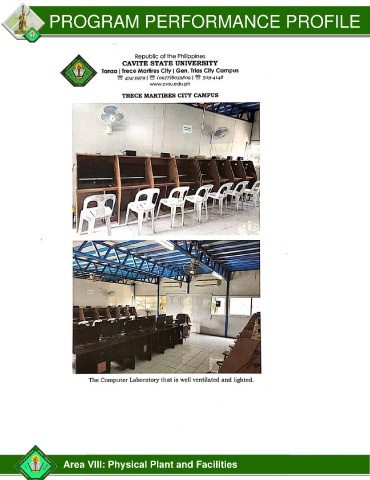 PROGRAM PERFORMANCE PROFILE
Republic of the Philippines
CAVITE STATE UNIVERSITY
Tanza | Trece Martires City | Gen. Trias City Campus
www.cvsu.edu.ph
TRECE MARTIRES CITY CAMPUS
The Computer Laboratory that is well ventilated and lighted.
Area VIII: Physical Plant and Facilities